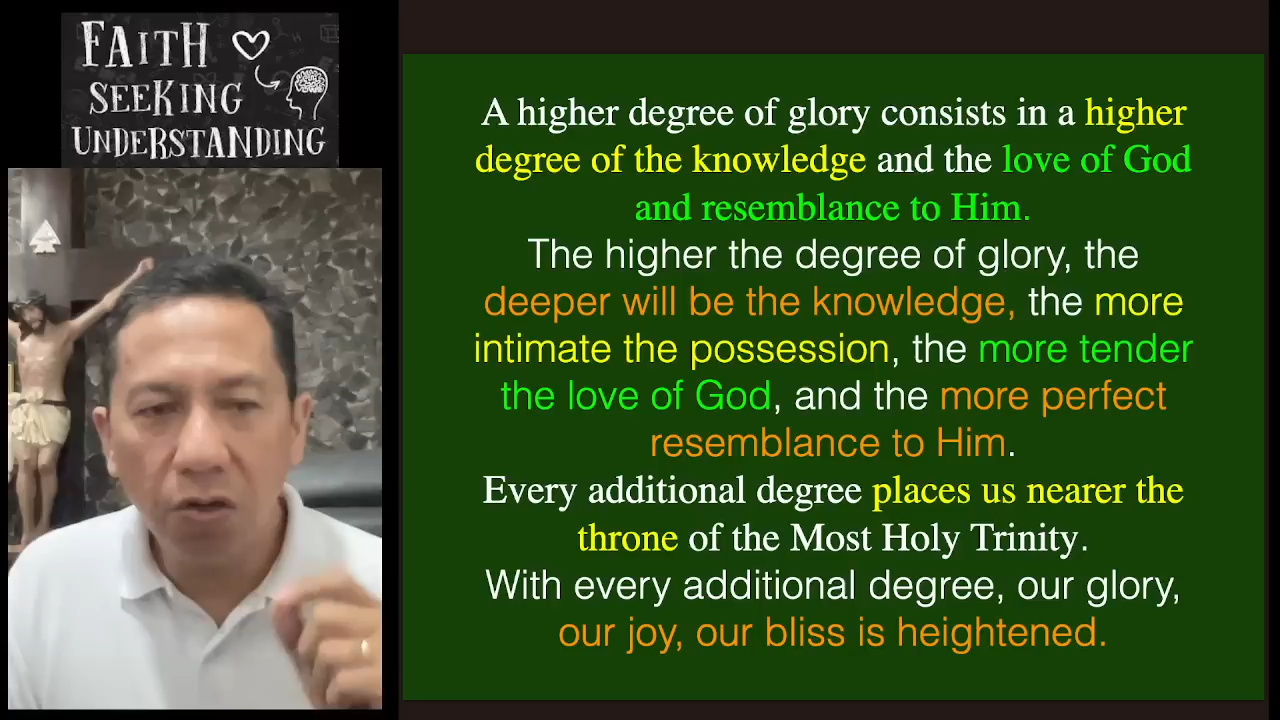 FAITH
SEEKING
UNDERSTANDING
A higher degree of glory consists in a higher
degree of the knowledge and the love of God
and resemblance to Him.
The higher the degree of glory, the
deeper will be the knowledge, the more
intimate the possession, the more tender
the love of God, and the more perfect
resemblance to Him.
Every additional degree places us nearer the
throne of the Most Holy Trinity.
With every additional degree, our glory,
our joy, our bliss is heightened.